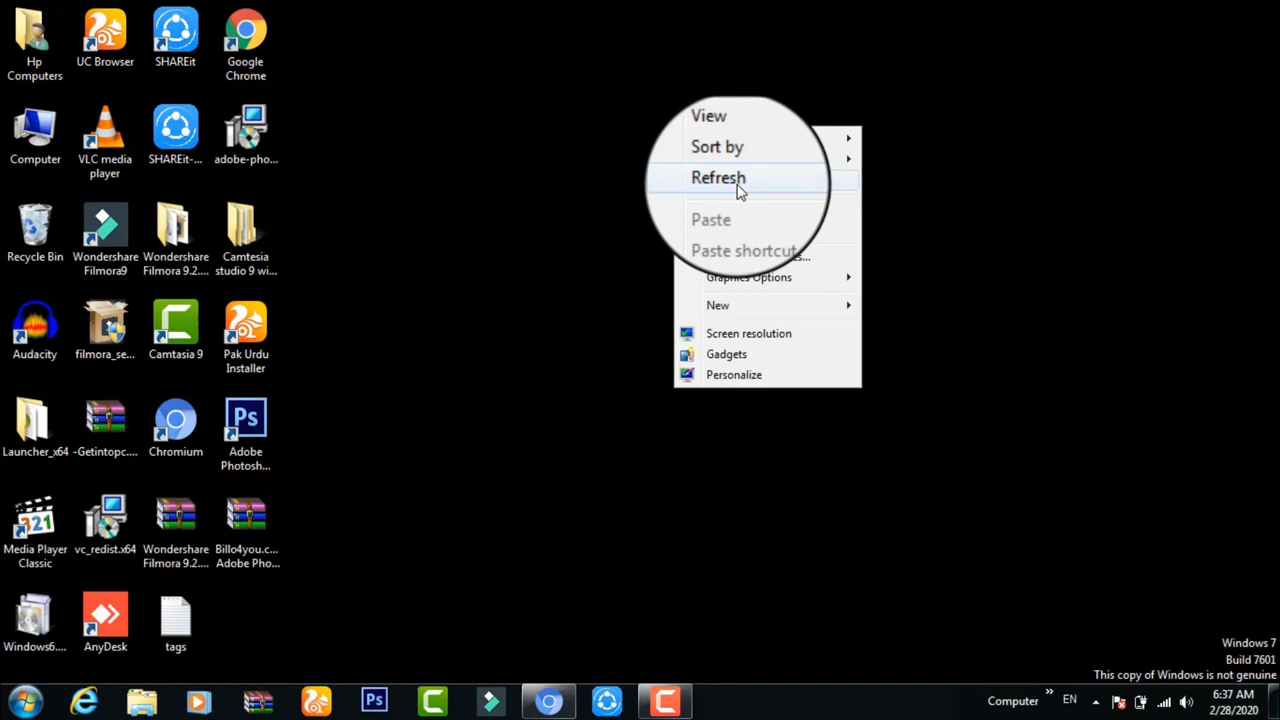 Hp
Computers
UC Browser
SHAREit
Google
Chrome
Computer
VLC media
player
SHAREit-...
adobe-pho...
Recycle Bin
Wondershare
Filmora9
Wondershare
Filmora 9.2....
Camtesia
studio 9 wi...
Audacity
filmora_se...
Camtasia 9
Pak Urdu
Installer
Launcher_x64
-Getintopc....
Chromium
Ps
Adobe
Photosh...
321
Media Player
Classic
vc_redist.x64
Wondershare
Filmora 9.2....
Billo4you.c...
Adobe Pho...
Windows6....
AnyDesk
tags
View
Sort by
Refresh
Paste
Paste shortcut
Graphics Options
New
Screen resolution
Gadgets
Personalize
Windows 7
Build 7601
This copy of Windows is not genuine
Ps
Computer
»
EN
6:37 AM
2/28/2020